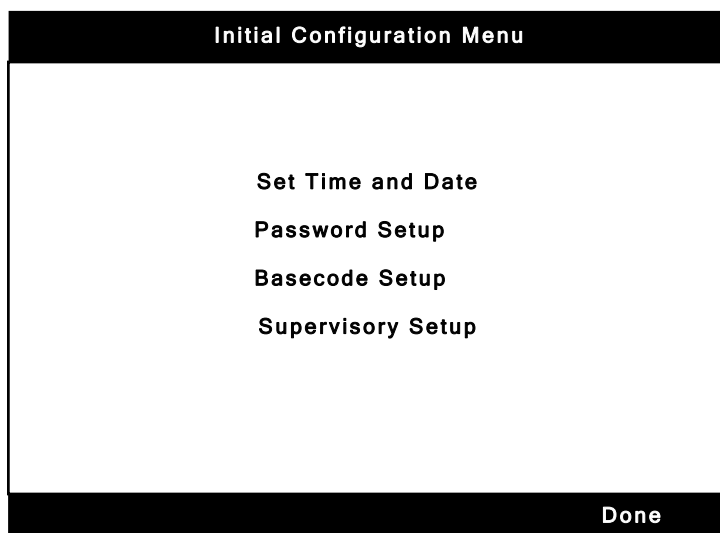 Initial Configuration Menu
Set Time and Date
Password Setup
Basecode Setup
Supervisory Setup
Done